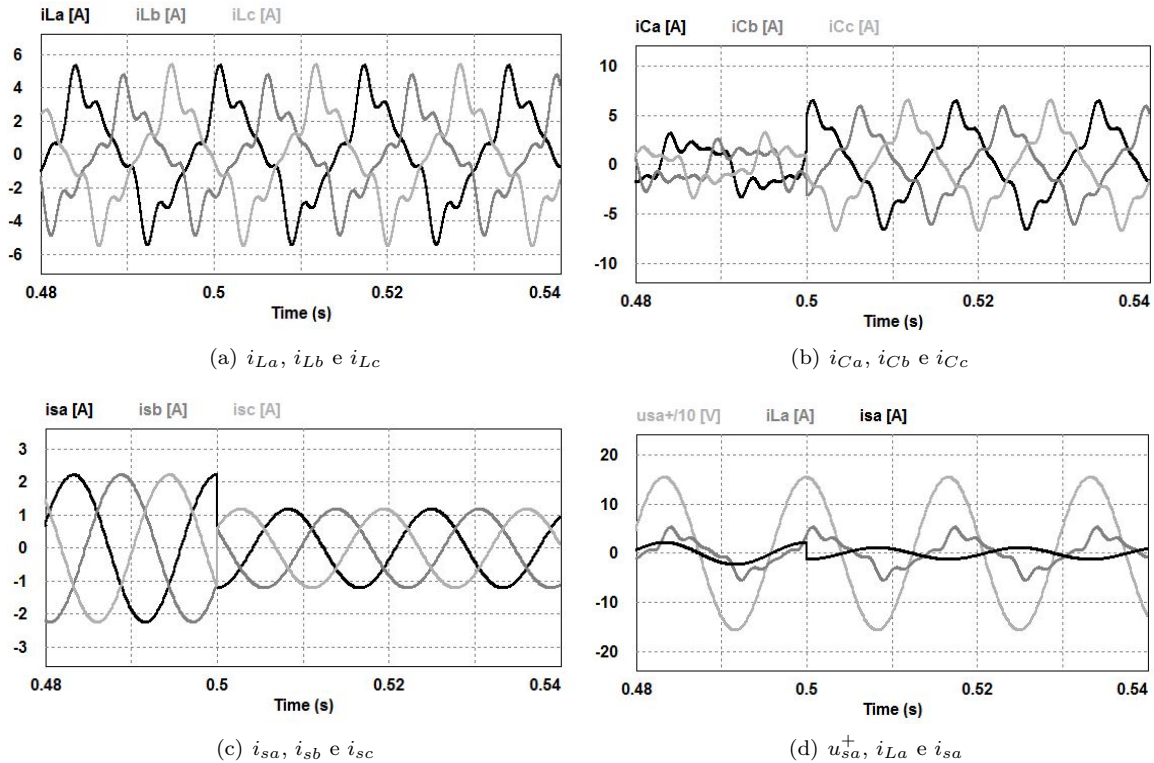 iLa [A] iLb [A] iLc [A]
6
4
2
0
-2
-4
-6
0.48 0.5 0.52 0.54
Time (s)
(a) iLa, iLb e iLc
iCa [A] iCb [A] iCc [A]
10
5
0
-5
-10
0.48 0.5 0.52 0.54
Time (s)
(b) iCa, iCb e iCc
isa [A] isb [A] isc [A]
3
2
1
0
-1
-2
-3
0.48 0.5 0.52 0.54
Time (s)
(c) isa, isb e isc
usa+/10 [V] iLa [A] isa [A]
20
10
0
-10
-20
0.48 0.5 0.52 0.54
Time (s)
(d) u+sa, iLa e isa